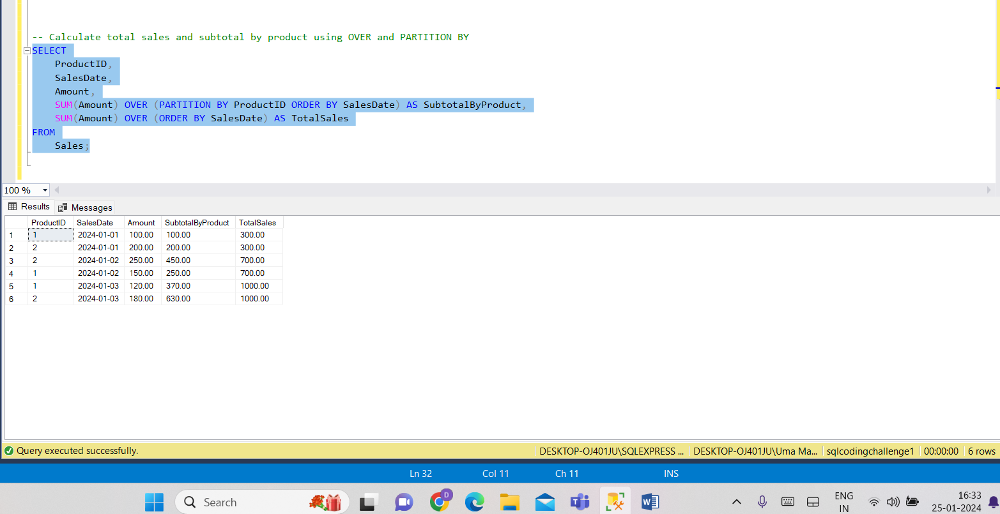 -- Calculate total sales and subtotal by product using OVER and PARTITION BY
SELECT
ProductID,
SalesDate,
Amount,
SUM(Amount) OVER (PARTITION BY ProductID ORDER BY SalesDate) AS SubtotalByProduct,
SUM(Amount) OVER (ORDER BY SalesDate) AS TotalSales
FROM
Sales;
100 %
Results Messages
ProductID SalesDate Amount SubtotalByProduct TotalSales
1 1 2024-01-01 100.00 100.00 300.00
2 2 2024-01-01 200.00 200.00 300.00
3 2 2024-01-02 250.00 450.00 700.00
4 1 2024-01-02 150.00 250.00 700.00
5 1 2024-01-03 120.00 370.00 1000.00
6 2 2024-01-03 180.00 630.00 1000.00
Query executed successfully. DESKTOP-OJ401JU\SQLEXPRESS ... DESKTOP-OJ401JU\Uma Ma... sqlcodingchallenge1 00:00:00 6 rows
Ln 32 Col 11 Ch 11 INS
Search D ENG 16:33
IN 25-01-2024